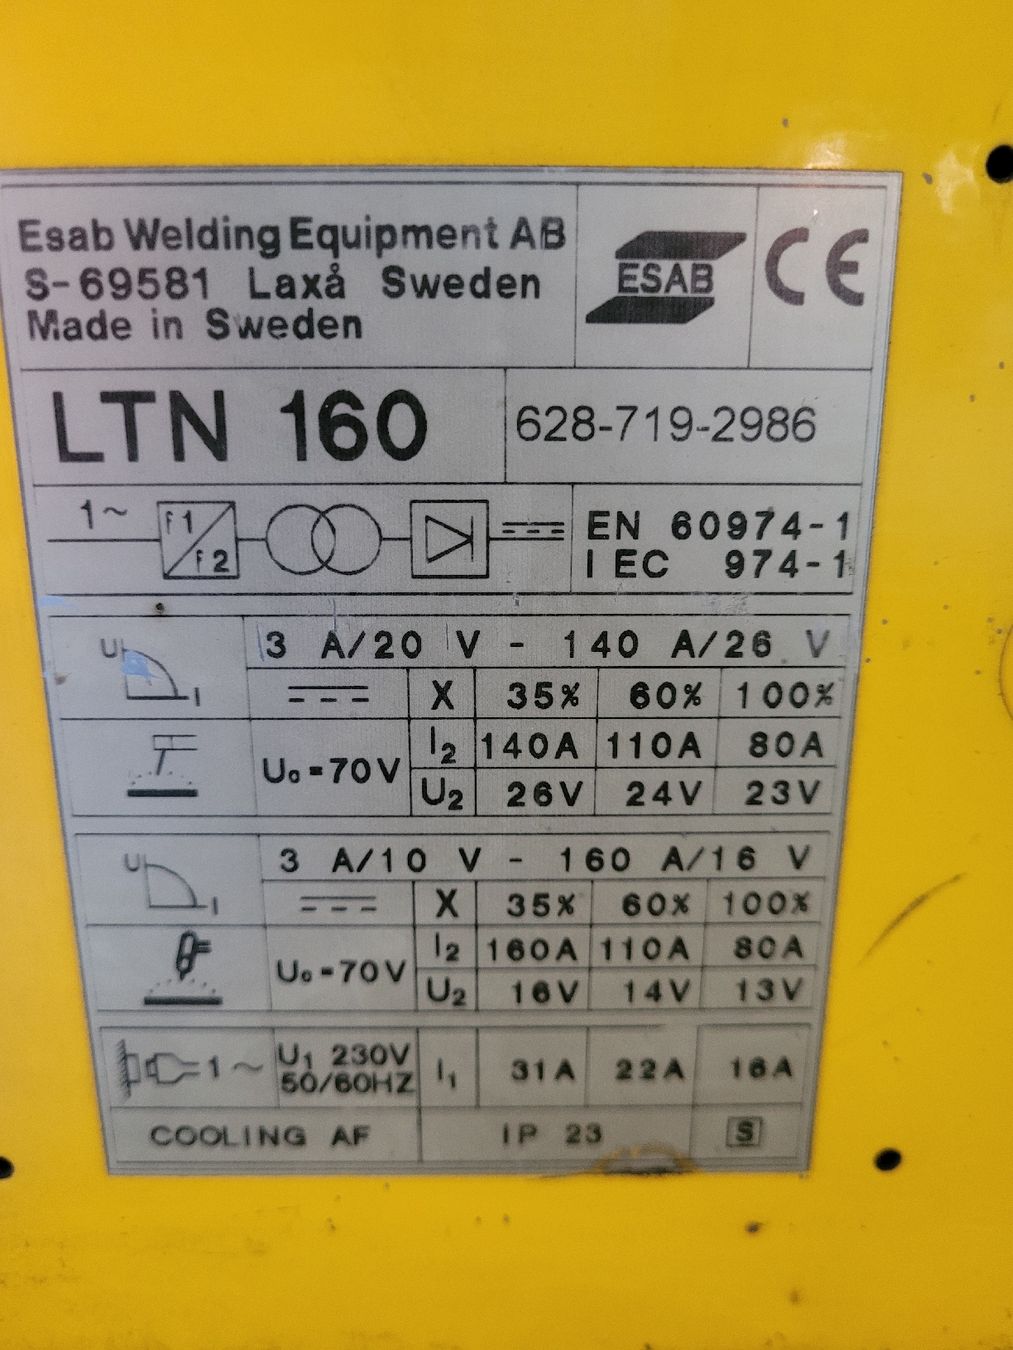 Esab Welding Equipment AB
S-69581 Laxå Sweden
Made in Sweden
ESAB
CE
LTN 160
628-719-2986
1~
f1
f2
EN 60974-1
IEC 974-1
U
I
3 A/20 V - 140 A/26 V
X 35% 60% 100%
U₀=70V
I₂ 140A 110A 80A
U₂ 26V 24V 23V
U
I
3 A/10 V - 160 A/16 V
X 35% 60% 100%
U₀=70V
I₂ 160A 110A 80A
U₂ 16V 14V 13V
1~
U₁ 230V
50/60HZ
I₁ 31A 22A 16A
COOLING AF
IP 23
S